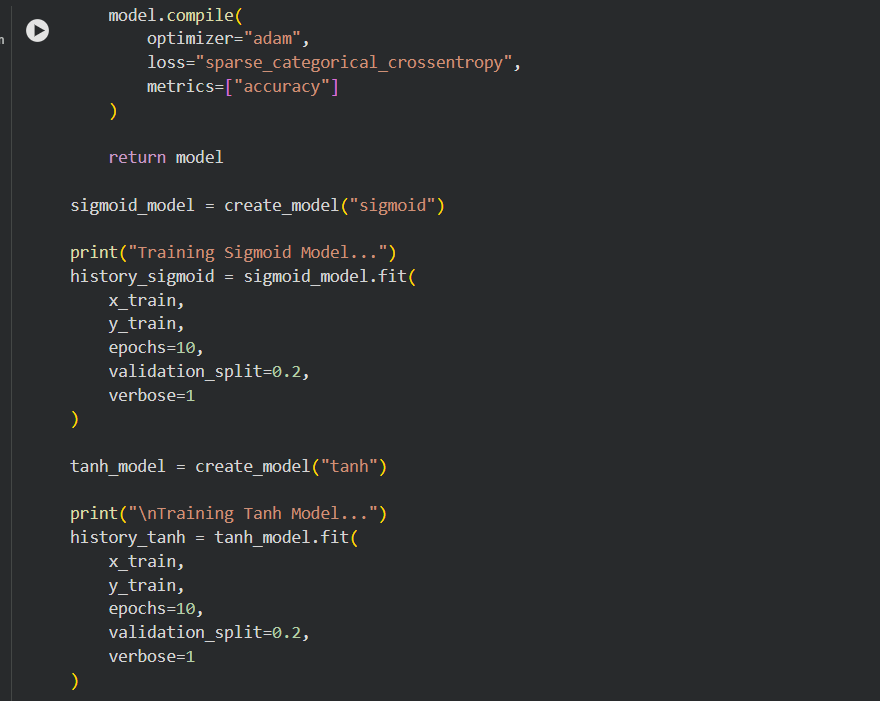 model.compile(
n
optimizer="adam",
loss="sparse_categorical_crossentropy",
metrics=["accuracy"]
)
return model
sigmoid_model = create_model("sigmoid")
print("Training Sigmoid Model...")
history_sigmoid = sigmoid_model.fit(
x_train,
y_train,
epochs=10,
validation_split=0.2,
verbose=1
)
tanh_model = create_model("tanh")
print("\nTraining Tanh Model...")
history_tanh = tanh_model.fit(
x_train,
y_train,
epochs=10,
validation_split=0.2,
verbose=1
)